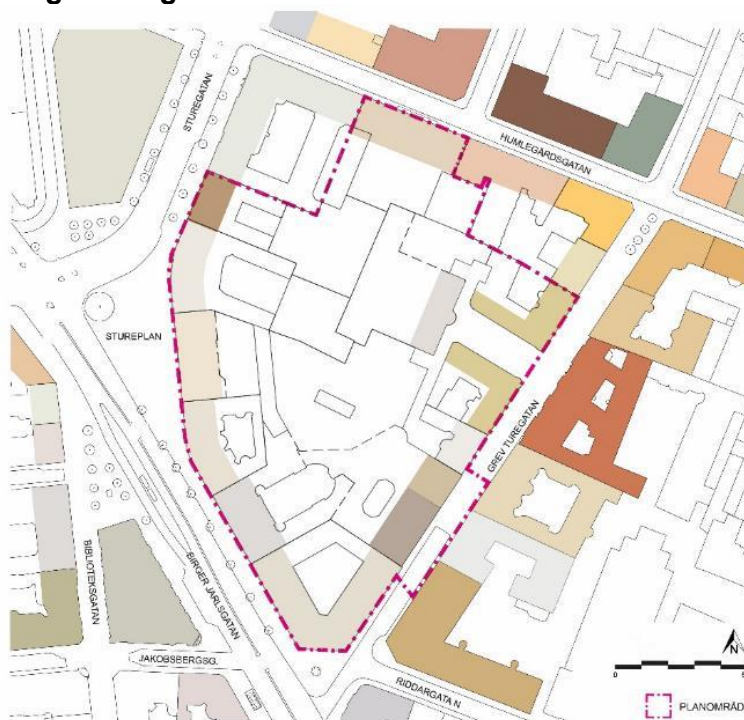 STUREGATAN
HUMLEGÅRDSGATAN
STUREPLAN
GREV TUREGATAN
BIBLIOTEKSGATAN
BIRGER JARLSGATAN
JAKOBSBERGSG.
RIDDARGATAN
N
0
PLANOMRÅD